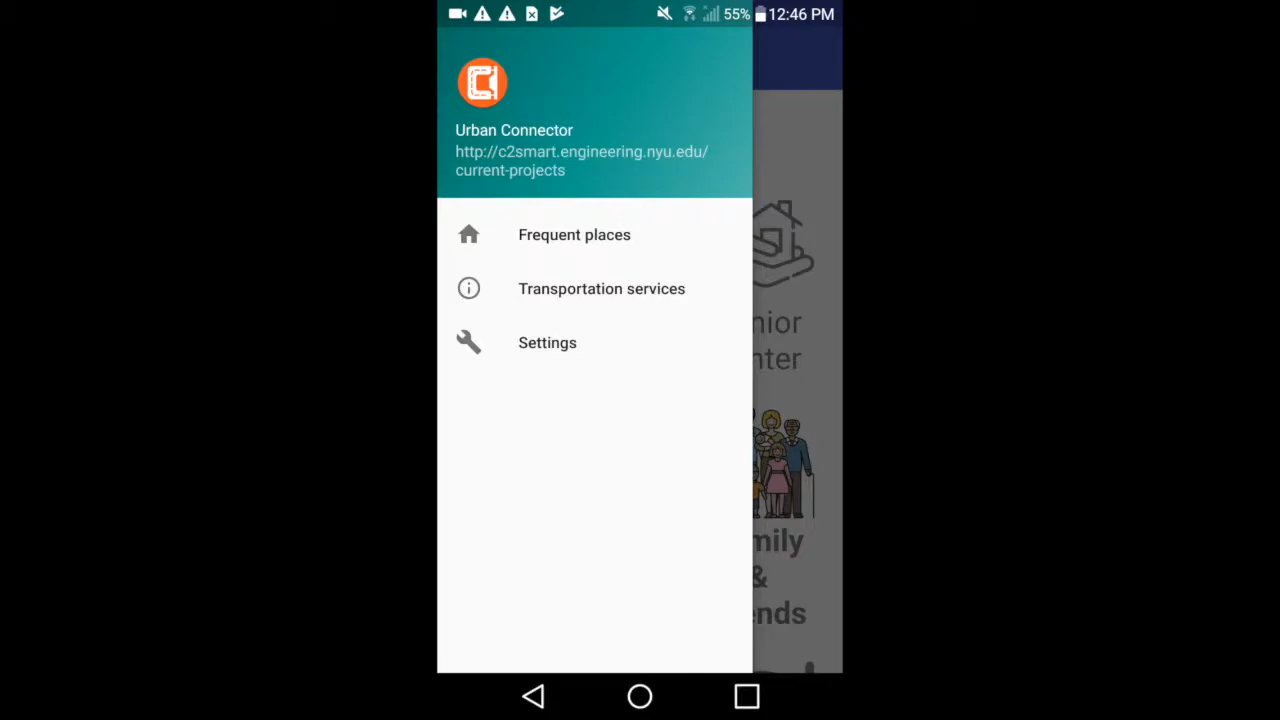 55% 12:46 PM
Urban Connector
http://c2smart.engineering.nyu.edu/
current-projects
Frequent places
Transportation services
Settings
nior
nter
mily
&
ends